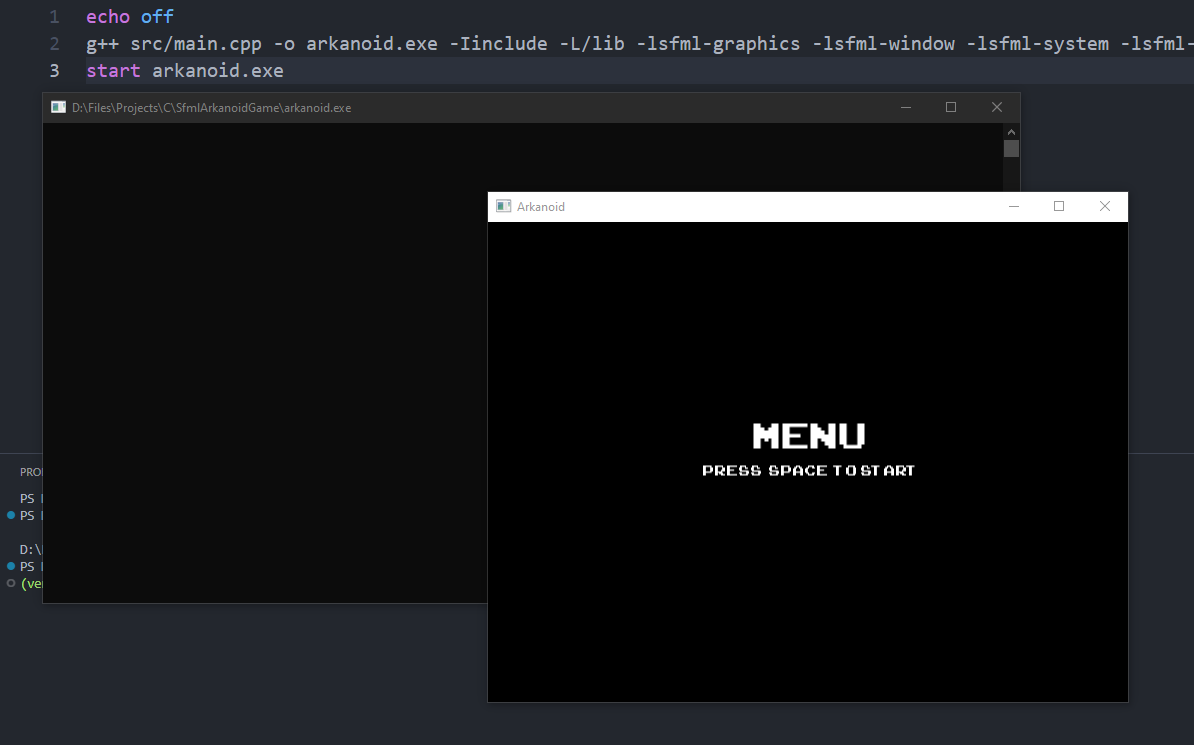 1 echo off
2 g++ src/main.cpp -o arkanoid.exe -Iinclude -L/lib -lsfml-graphics -lsfml-window -lsfml-system -lsfml-
3 start arkanoid.exe
D:\Files\Projects\C\SfmlArkanoidGame\arkanoid.exe
Arkanoid
MENU
PRESS SPACE TO START
PRO
PS
PS
D:\
PS
(ve